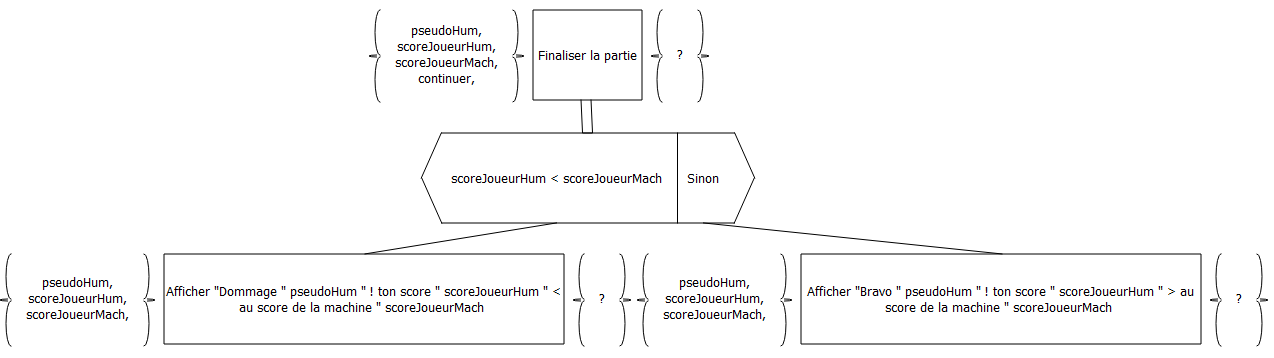 pseudoHum,
scoreJoueurHum,
scoreJoueurMach,
continuer,
Finaliser la partie
?
scoreJoueurHum < scoreJoueurMach
Sinon
pseudoHum,
scoreJoueurHum,
scoreJoueurMach,
Afficher "Dommage " pseudoHum " ! ton score " scoreJoueurHum " <
au score de la machine " scoreJoueurMach
?
pseudoHum,
scoreJoueurHum,
scoreJoueurMach,
Afficher "Bravo " pseudoHum " ! ton score " scoreJoueurHum " > au
score de la machine " scoreJoueurMach
?